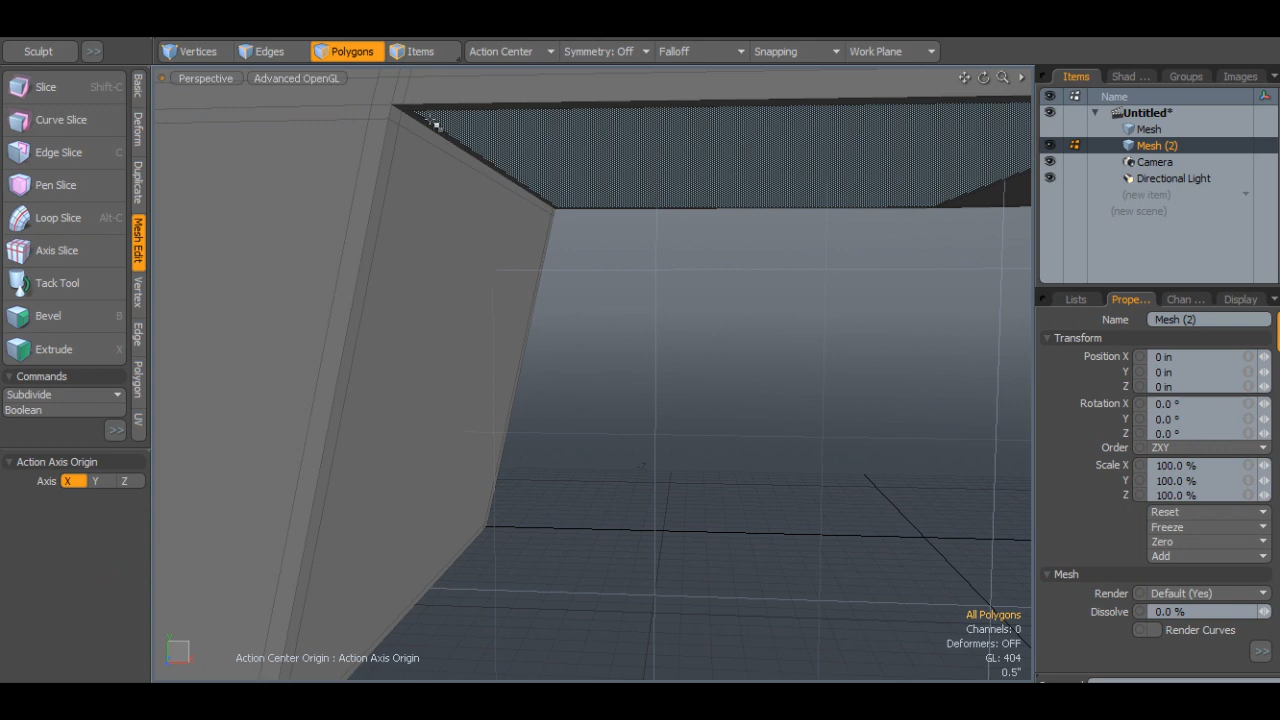 Sculpt >> Vertices Edges Polygons Items Action Center Symmetry: Off Falloff Snapping Work Plane
Perspective Advanced OpenGL
Items Shad ... Groups Images
Name
Untitled*
Mesh
Mesh (2)
Camera
Directional Light
(new item)
(new scene)
Slice Shift-C
Curve Slice
Edge Slice C
Pen Slice
Loop Slice Alt-C
Axis Slice
Tack Tool
Bevel B
Extrude X
Commands
Subdivide
Boolean
>>
Basic
Deform
Duplicate
Mesh Edit
Vertex
Edge
Polygon
UV
Action Axis Origin
Axis X Y Z
Lists Prope... Chan ... Display
Name Mesh (2)
Transform
Position X 0 in
Y 0 in
Z 0 in
Rotation X 0.0 °
Y 0.0 °
Z 0.0 °
Order ZXY
Scale X 100.0 %
Y 100.0 %
Z 100.0 %
Reset
Freeze
Zero
Add
Mesh
Render Default (Yes)
Dissolve 0.0 %
Render Curves
>>
All Polygons
Channels: 0
Deformers: OFF
GL: 404
0.5"
Action Center Origin : Action Axis Origin
Y